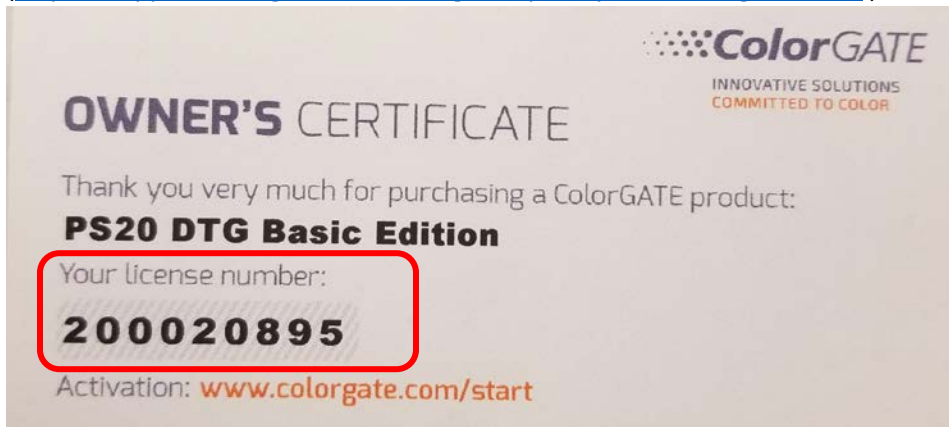 ColorGATE
INNOVATIVE SOLUTIONS
COMMITTED TO COLOR
OWNER'S CERTIFICATE
Thank you very much for purchasing a ColorGATE product:
PS20 DTG Basic Edition
Your license number:
200020895
Activation: www.colorgate.com/start